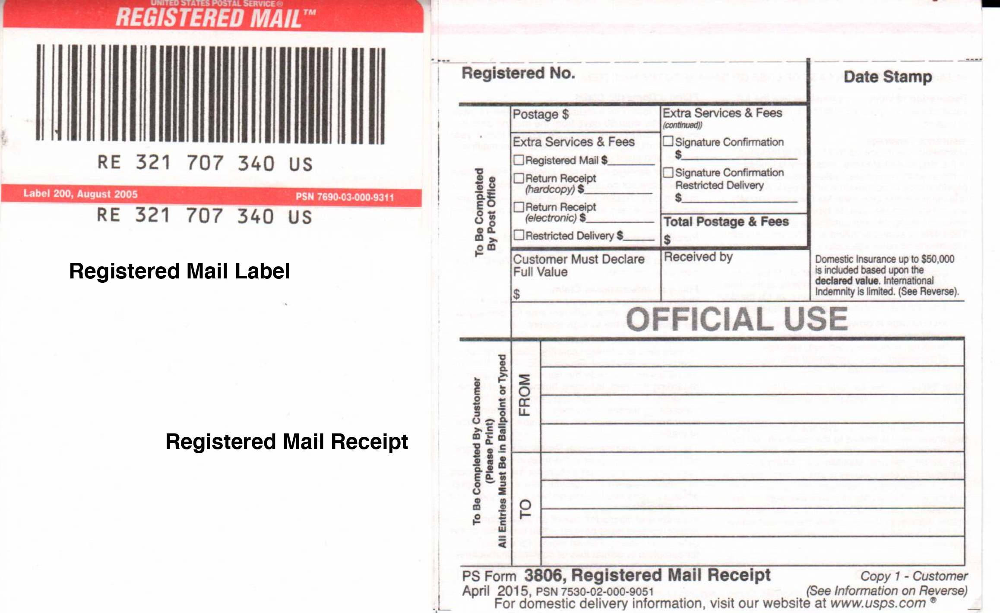 UNITED STATES POSTAL SERVICE®
REGISTERED MAIL™
RE 321 707 340 US
Label 200, August 2005 PSN 7690-03-000-9311
RE 321 707 340 US
Registered Mail Label
Registered Mail Receipt
Registered No.
Date Stamp
To Be Completed
By Post Office
Postage $
Extra Services & Fees
Registered Mail $
Return Receipt
(hardcopy) $
Return Receipt
(electronic) $
Restricted Delivery $
Extra Services & Fees
(continued))
Signature Confirmation
$
Signature Confirmation
Restricted Delivery
$
Total Postage & Fees
$
Customer Must Declare
Full Value
$
Received by
Domestic Insurance up to $50,000
is included based upon the
declared value. International
Indemnity is limited. (See Reverse).
OFFICIAL USE
To Be Completed By Customer
(Please Print)
All Entries Must Be in Ballpoint or Typed
FROM
TO
PS Form 3806, Registered Mail Receipt
Copy 1 - Customer
April 2015, PSN 7530-02-000-9051
(See Information on Reverse)
For domestic delivery information, visit our website at www.usps.com ®